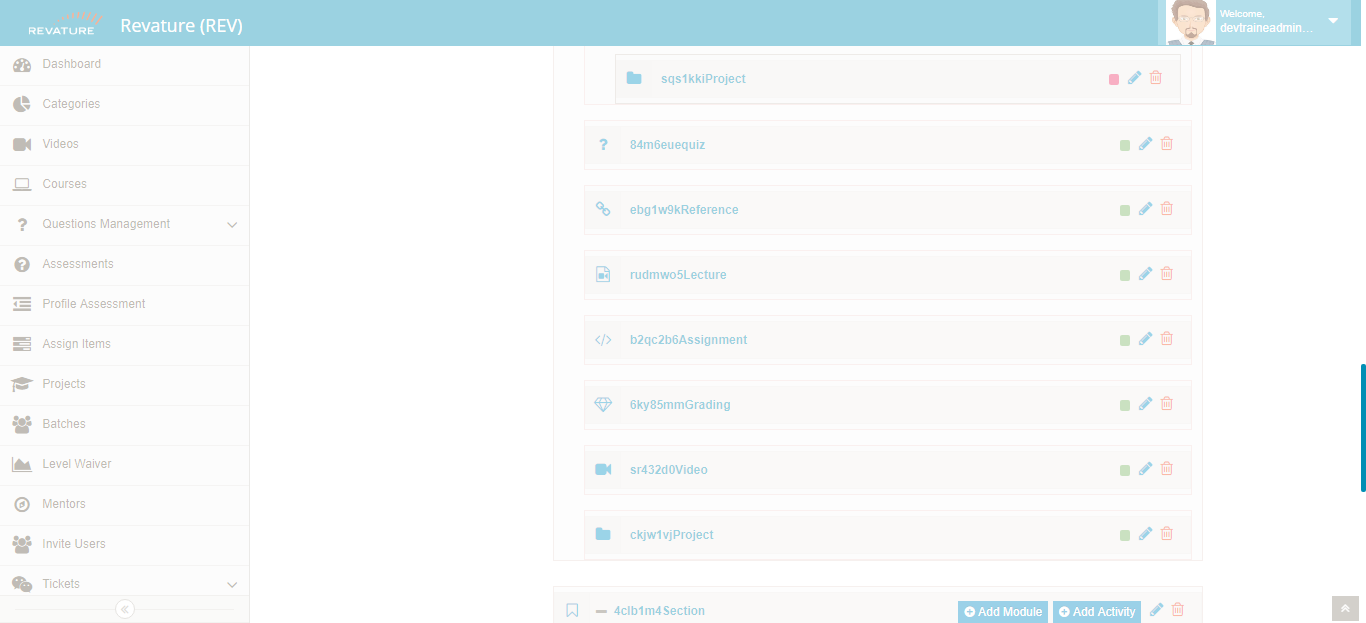 REVATURE
Revature (REV)
Welcome,
devtraineadmin...
Dashboard
Categories
Videos
Courses
Questions Management
Assessments
Profile Assessment
Assign Items
Projects
Batches
Level Waiver
Mentors
Invite Users
Tickets
sqs1kkiProject
84m6euequiz
ebg1w9kReference
rudmwo5Lecture
b2qc2b6Assignment
6ky85mmGrading
sr432d0Video
ckjw1vjProject
4clb1m4Section
Add Module
Add Activity